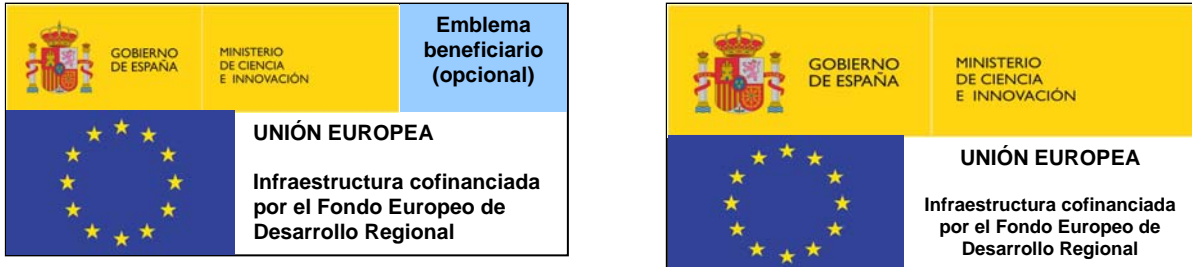 GOBIERNO
DE ESPAÑA
MINISTERIO
DE CIENCIA
E INNOVACIÓN
Emblema
beneficiario
(opcional)
UNIÓN EUROPEA
Infraestructura cofinanciada
por el Fondo Europeo de
Desarrollo Regional
GOBIERNO
DE ESPAÑA
MINISTERIO
DE CIENCIA
E INNOVACIÓN
UNIÓN EUROPEA
Infraestructura cofinanciada
por el Fondo Europeo de
Desarrollo Regional